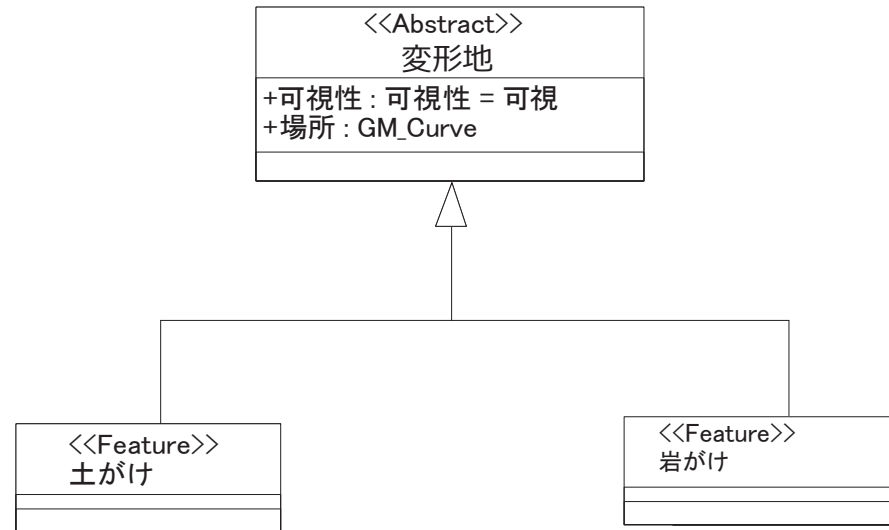 <<Abstract>>
変形地
+可視性 : 可視性 = 可視
+場所 : GM_Curve
<<Feature>>
土がけ
<<Feature>>
岩がけ